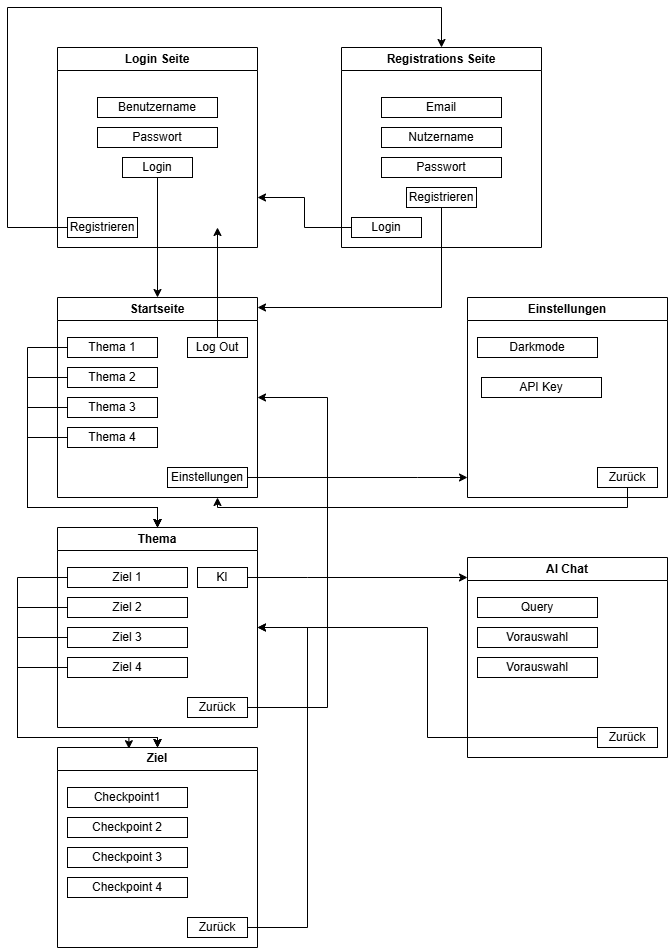 Login Seite
Benutzername
Passwort
Login
Registrieren
Registrations Seite
Email
Nutzername
Passwort
Registrieren
Login
Startseite
Thema 1
Log Out
Thema 2
Thema 3
Thema 4
Einstellungen
Einstellungen
Darkmode
API Key
Zurück
Thema
Ziel 1
KI
Ziel 2
Ziel 3
Ziel 4
Zurück
AI Chat
Query
Vorauswahl
Vorauswahl
Zurück
Ziel
Checkpoint1
Checkpoint 2
Checkpoint 3
Checkpoint 4
Zurück